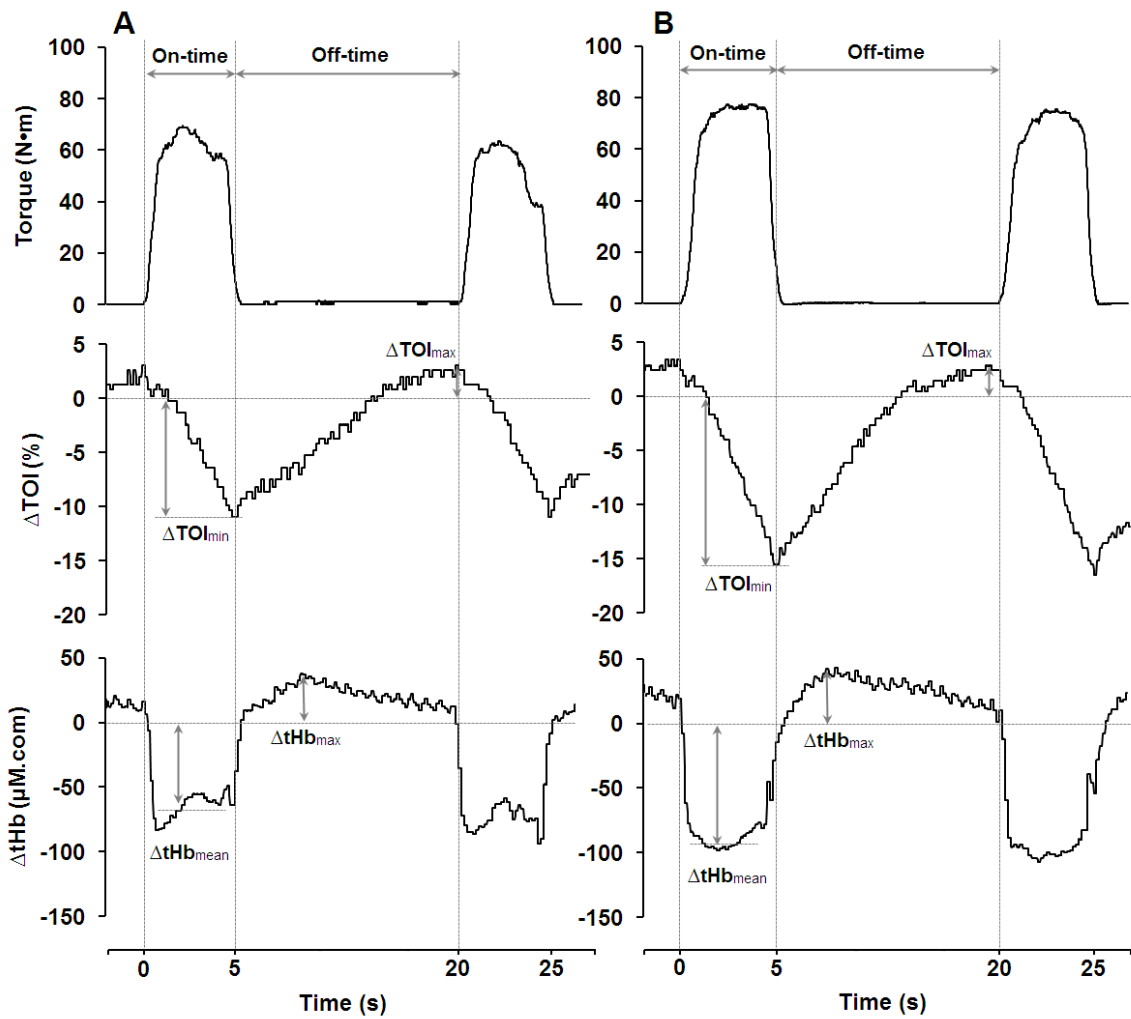 A
B
On-time
Off-time
On-time
Off-time
Torque (N•m)
100
80
60
40
20
0
100
80
60
40
20
0
ΔTOI (%)
5
0
-5
-10
-15
-20
ΔTOImax
ΔTOImin
5
0
-5
-10
-15
-20
ΔTOImax
ΔTOImin
ΔtHb (µM.com)
50
0
-50
-100
-150
ΔtHbmax
ΔtHbmean
50
0
-50
-100
-150
ΔtHbmax
ΔtHbmean
0 5 20 25
Time (s)
0 5 20 25
Time (s)